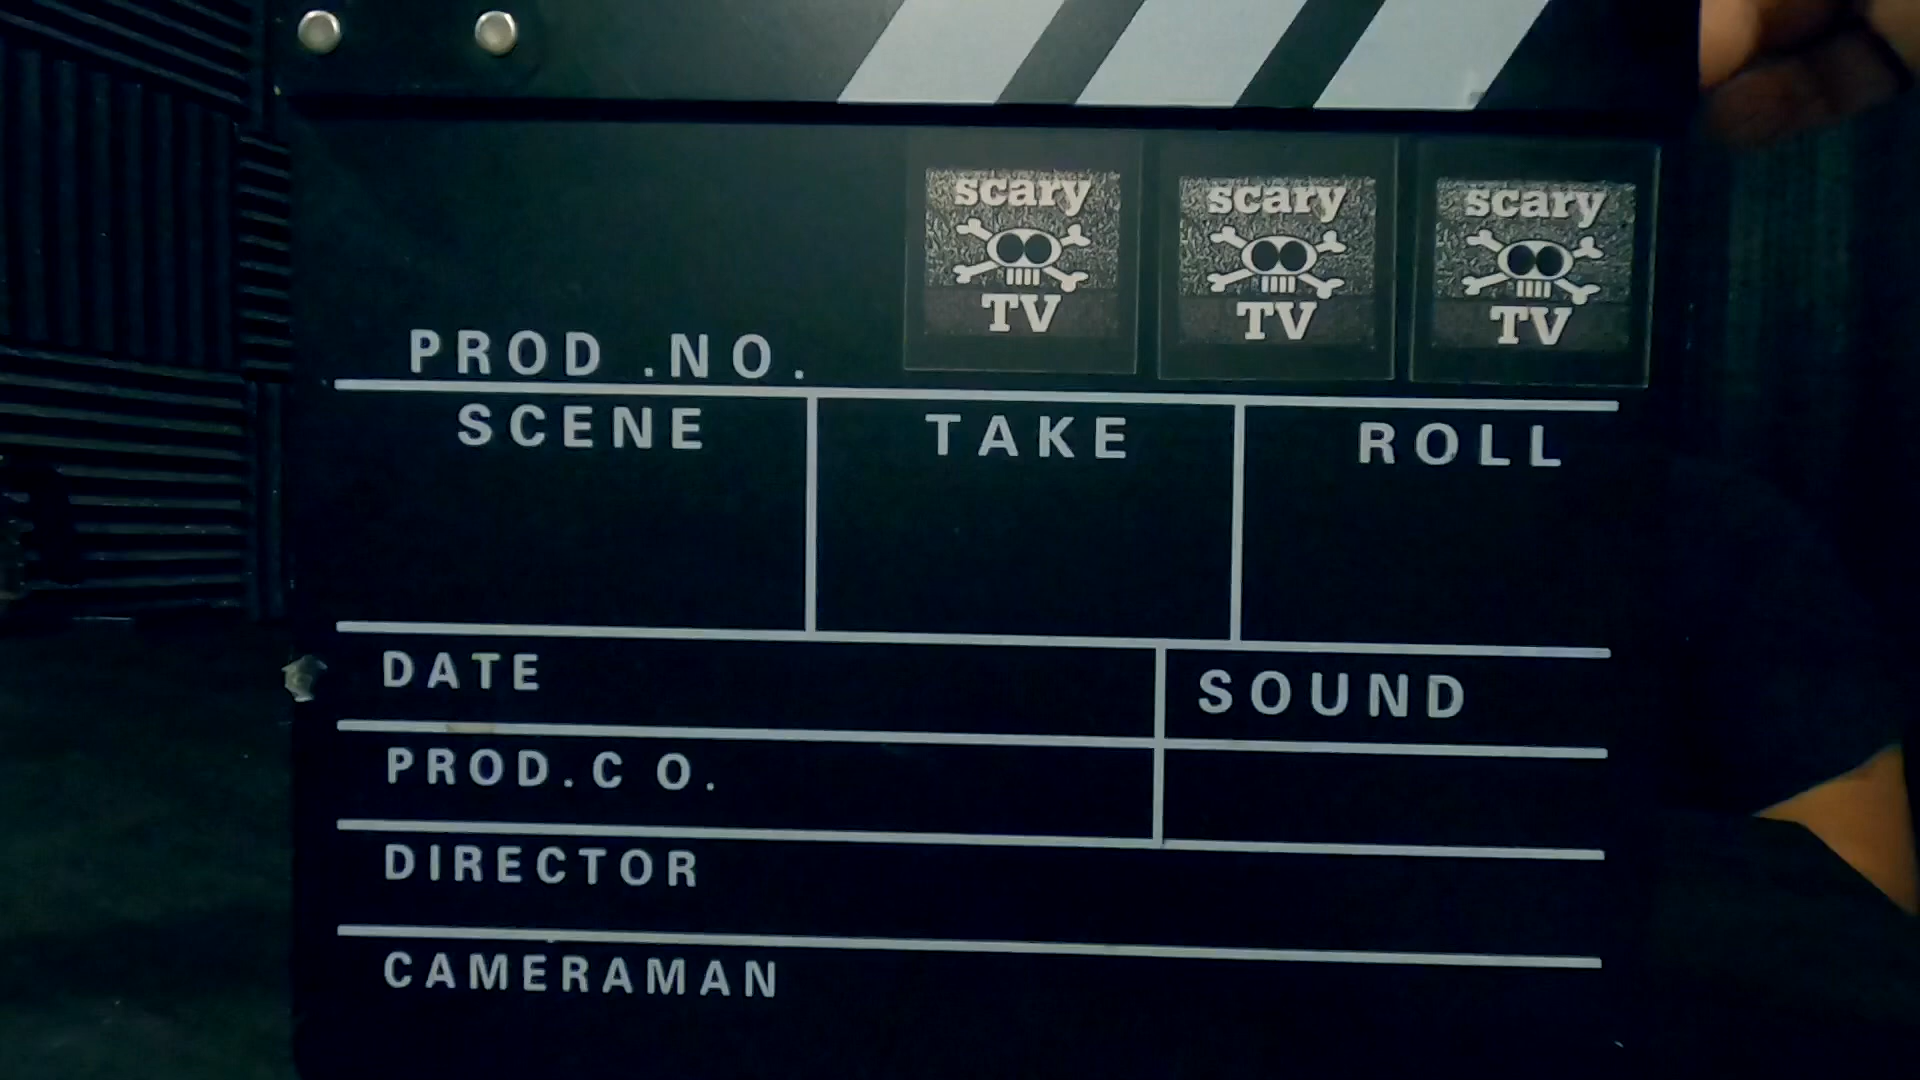 scary
TV
scary
TV
scary
TV
PROD .NO.
SCENE
TAKE
ROLL
DATE
SOUND
PROD.C O.
DIRECTOR
CAMERAMAN